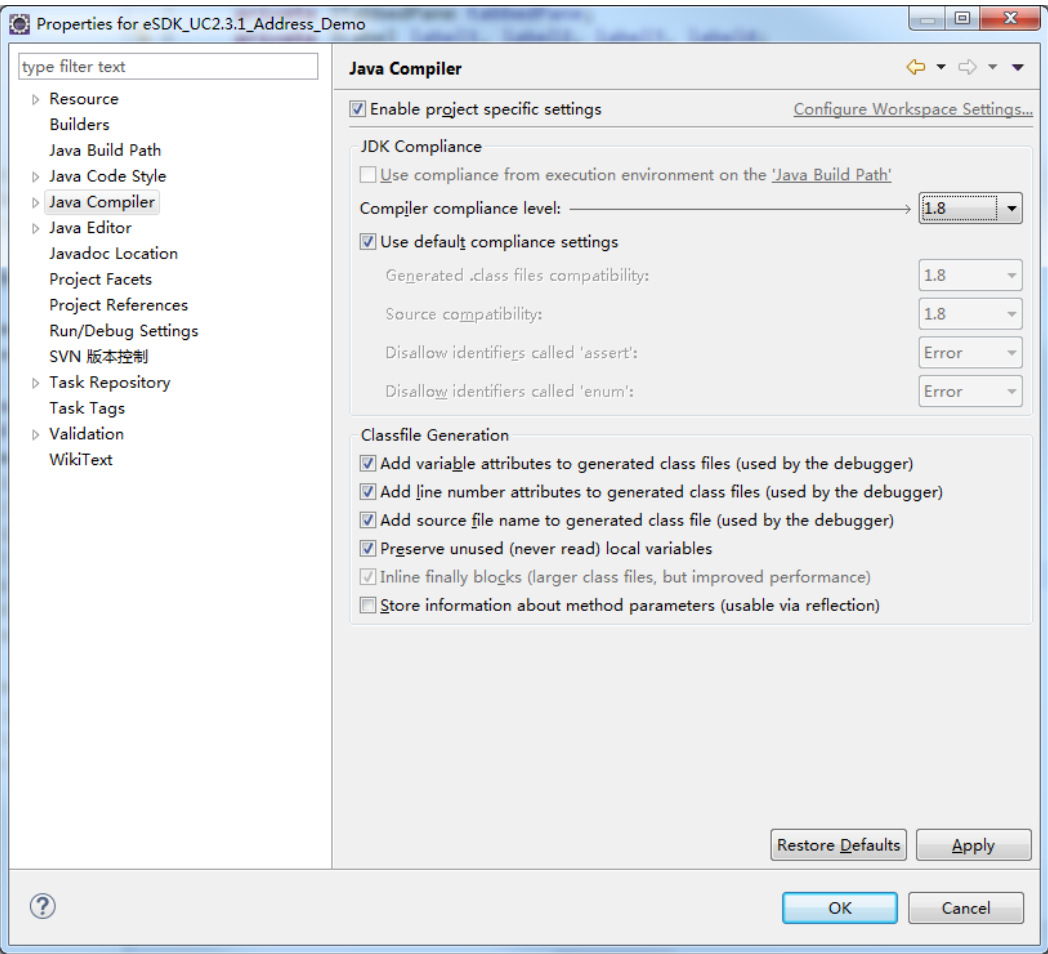 Properties for eSDK_UC2.3.1_Address_Demo
type filter text
Resource
Builders
Java Build Path
Java Code Style
Java Compiler
Java Editor
Javadoc Location
Project Facets
Project References
Run/Debug Settings
SVN 版本控制
Task Repository
Task Tags
Validation
WikiText
Java Compiler
Enable project specific settings
Configure Workspace Settings...
JDK Compliance
Use compliance from execution environment on the 'Java Build Path'
Compiler compliance level: 1.8
Use default compliance settings
Generated .class files compatibility: 1.8
Source compatibility: 1.8
Disallow identifiers called 'assert': Error
Disallow identifiers called 'enum': Error
Classfile Generation
Add variable attributes to generated class files (used by the debugger)
Add line number attributes to generated class files (used by the debugger)
Add source file name to generated class file (used by the debugger)
Preserve unused (never read) local variables
Inline finally blocks (larger class files, but improved performance)
Store information about method parameters (usable via reflection)
Restore Defaults
Apply
OK
Cancel